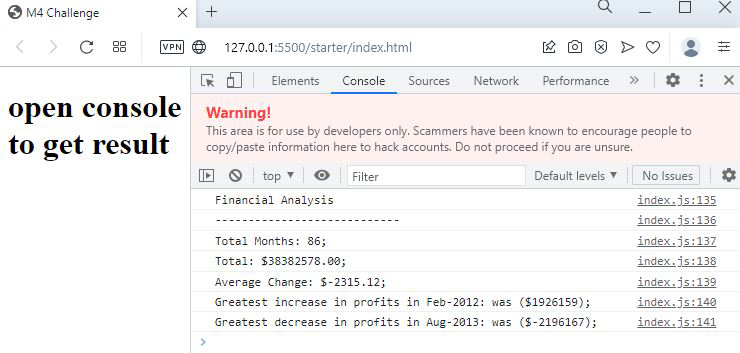 M4 Challenge
VPN 127.0.0.1:5500/starter/index.html
open console
to get result
Elements Console Sources Network Performance
Warning!
This area is for use by developers only. Scammers have been known to encourage people to
copy/paste information here to hack accounts. Do not proceed if you are unsure.
top Filter Default levels No Issues
Financial Analysis index.js:135
---------------------------- index.js:136
Total Months: 86; index.js:137
Total: $38382578.00; index.js:138
Average Change: $-2315.12; index.js:139
Greatest increase in profits in Feb-2012: was ($1926159); index.js:140
Greatest decrease in profits in Aug-2013: was ($-2196167); index.js:141